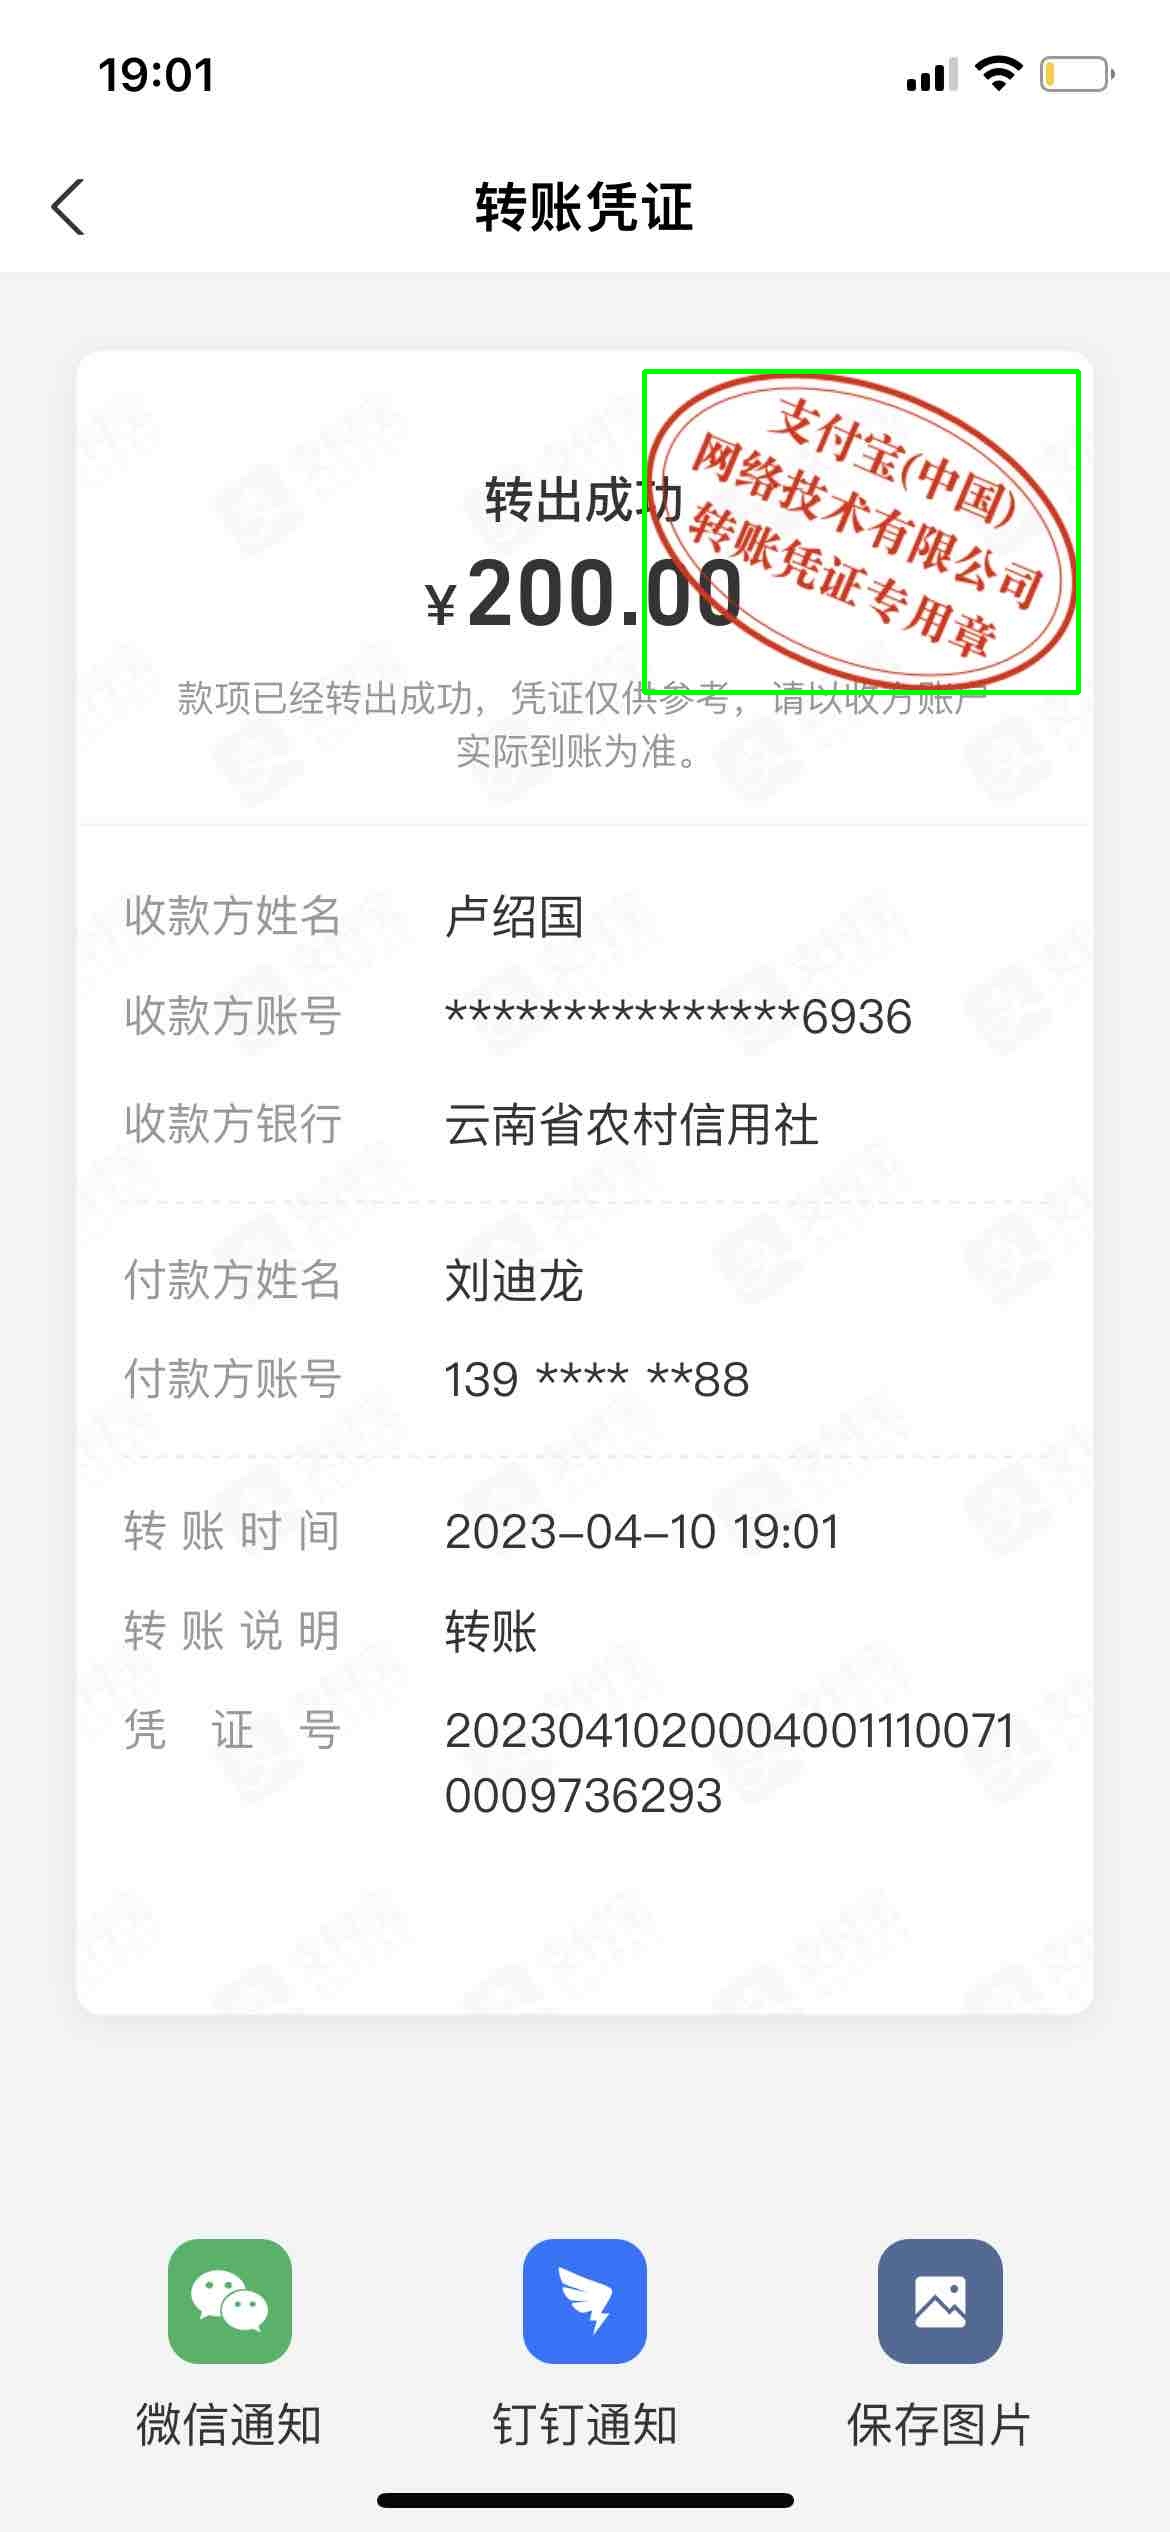 19:01
转账凭证
支付宝(中国)
网络技术有限公司
转账凭证专用章
转出成功
¥200.00
款项已经转出成功，凭证仅供参考，请以收方账户
实际到账为准。
收款方姓名 卢绍国
收款方账号 ***************6936
收款方银行 云南省农村信用社
付款方姓名 刘迪龙
付款方账号 139 **** **88
转账时间 2023-04-10 19:01
转账说明 转账
凭证号 2023041020004001110071
0009736293
微信通知 钉钉通知 保存图片